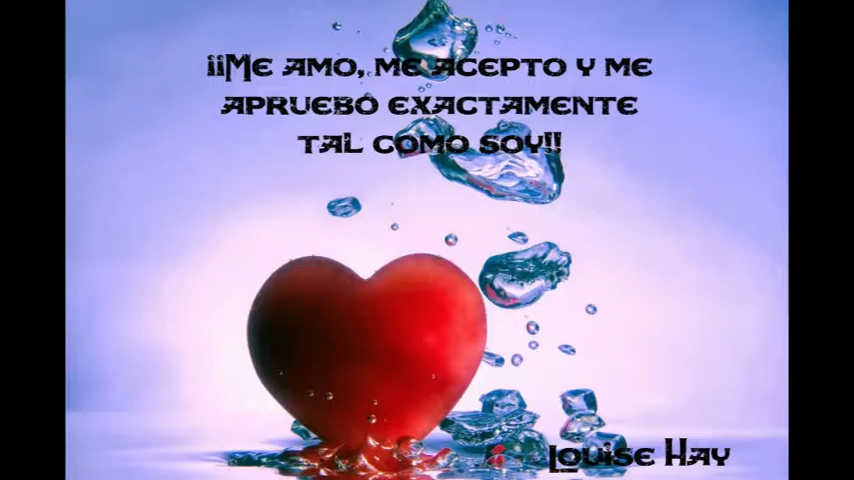 ¡¡Me amo, me acepto y me
apruebo exactamente
tal como soy!!
Louise Hay